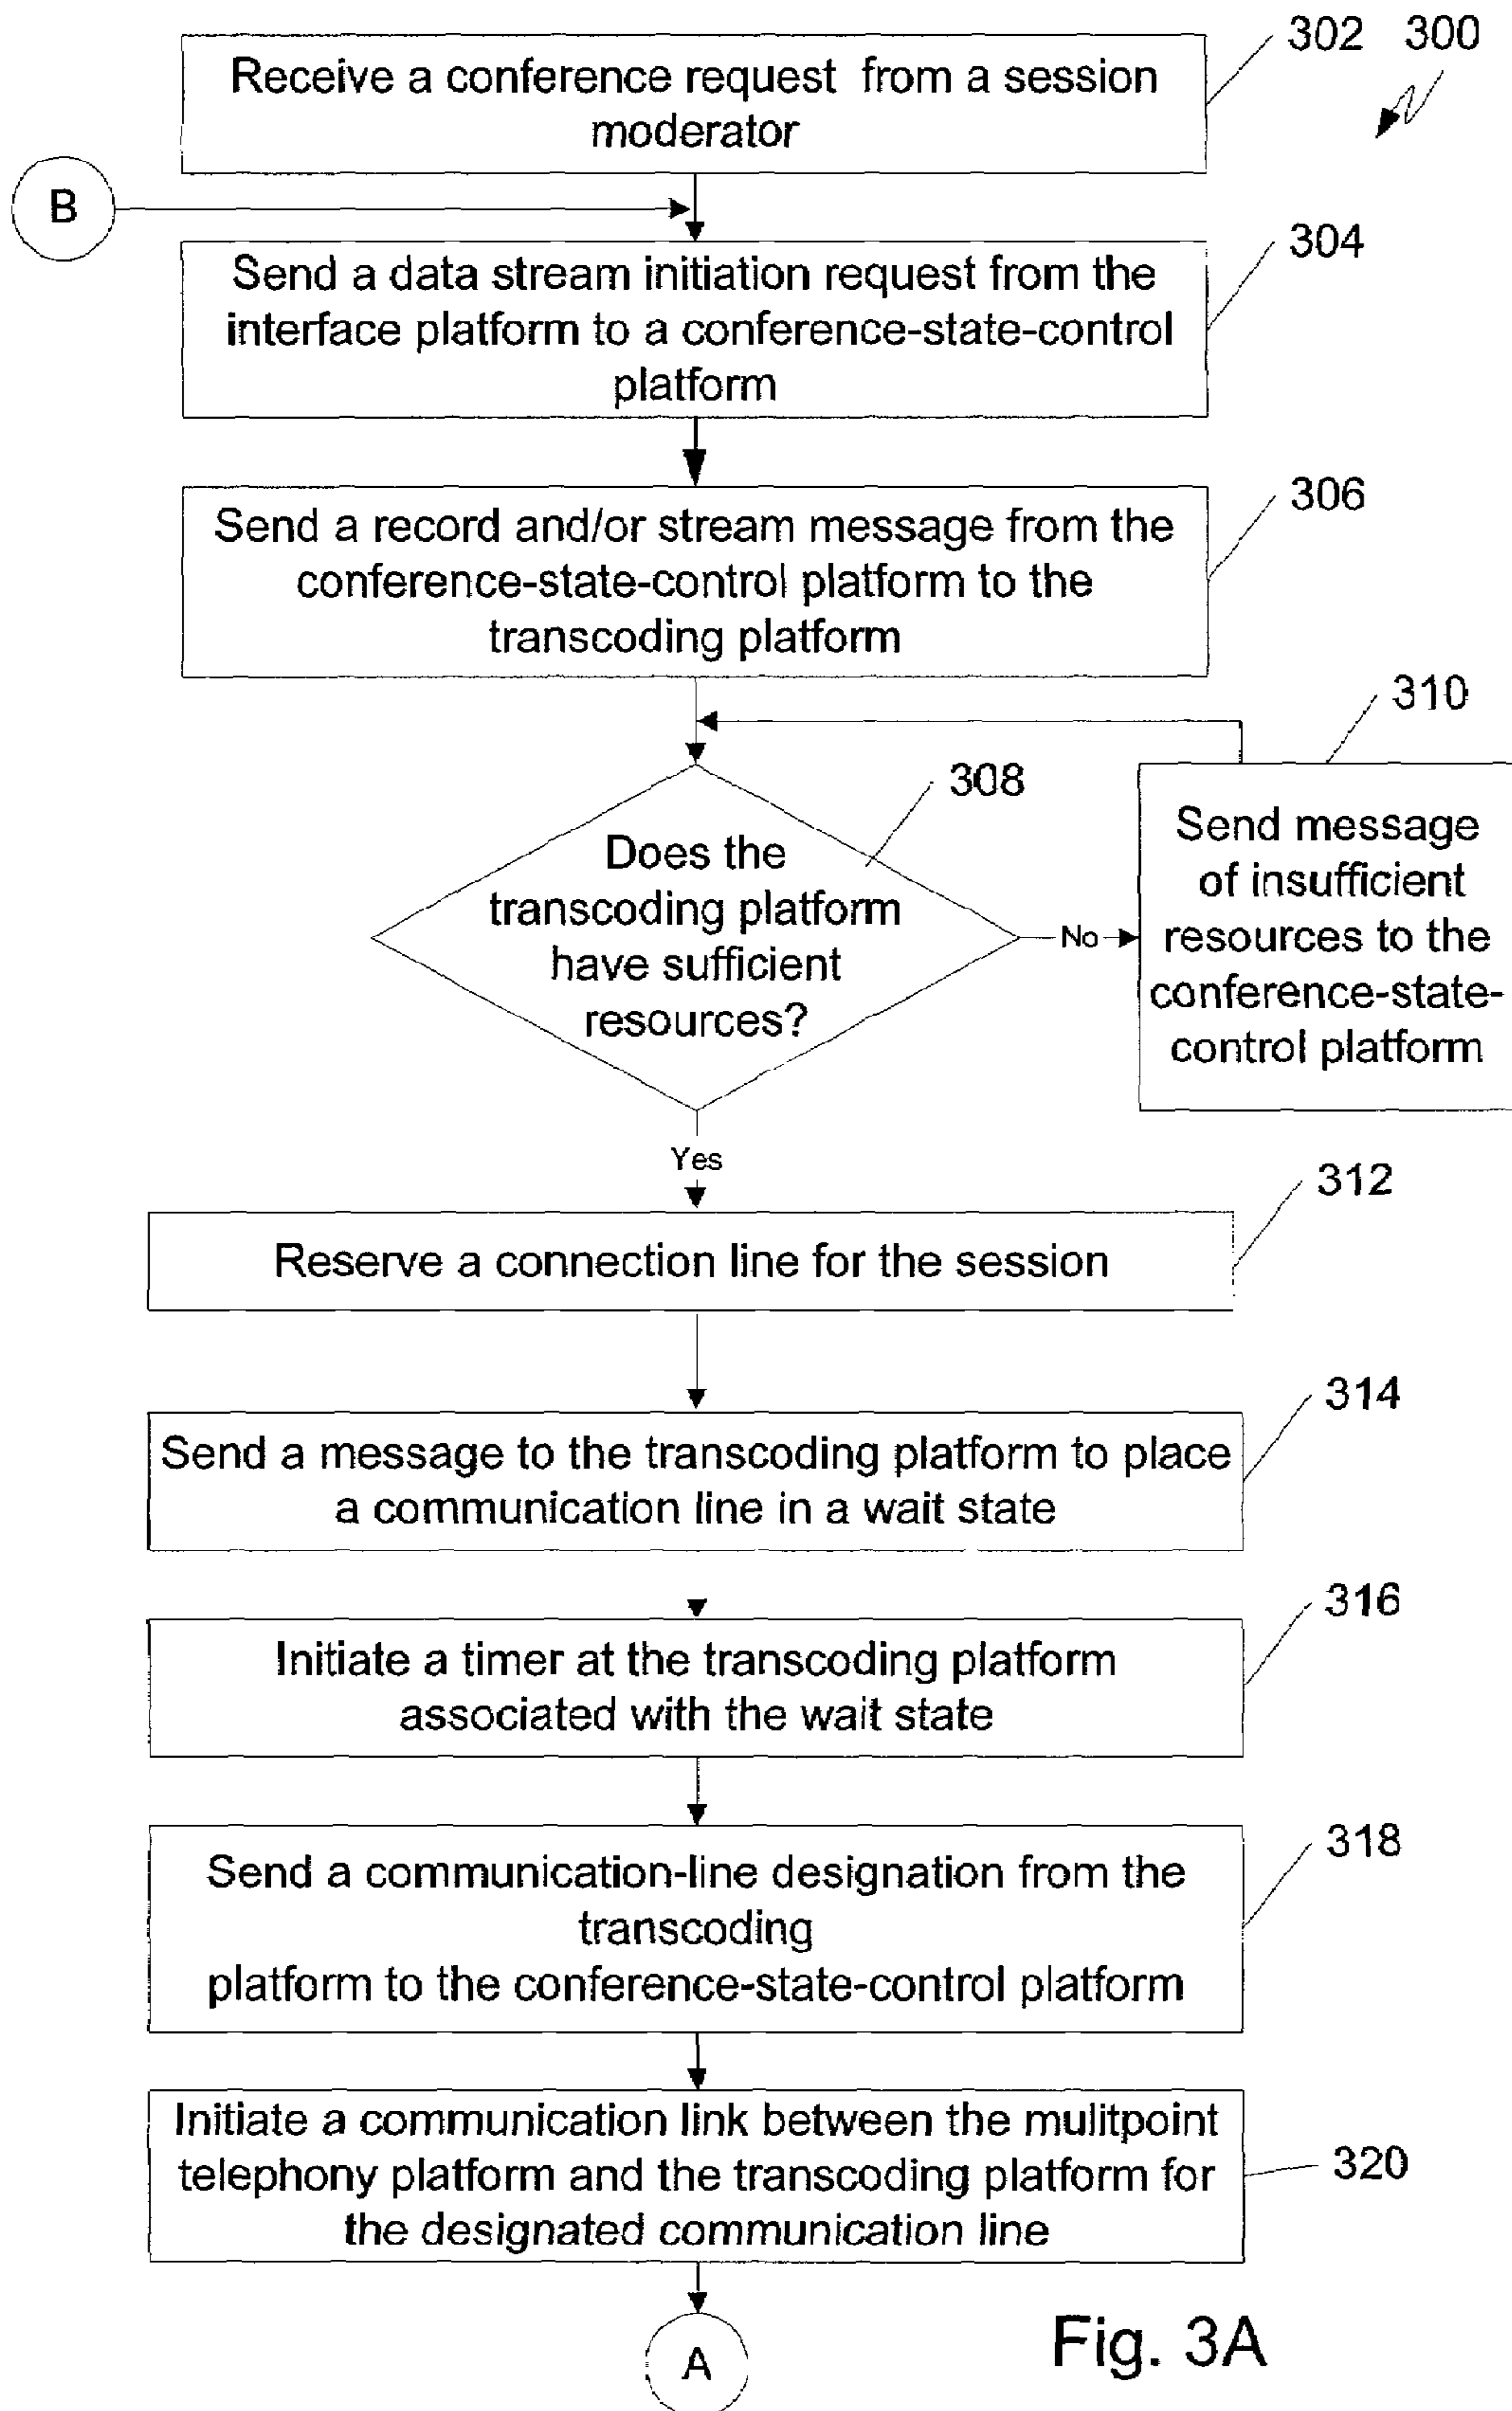 302 300
Receive a conference request from a session
moderator
B
304
Send a data stream initiation request from the
interface platform to a conference-state-control
platform
306
Send a record and/or stream message from the
conference-state-control platform to the
transcoding platform
310
308
Does the
transcoding platform
have sufficient
resources?
No
Send message
of insufficient
resources to the
conference-state-
control platform
Yes
312
Reserve a connection line for the session
314
Send a message to the transcoding platform to place
a communication line in a wait state
316
Initiate a timer at the transcoding platform
associated with the wait state
318
Send a communication-line designation from the
transcoding
platform to the conference-state-control platform
Initiate a communication link between the mulitpoint
telephony platform and the transcoding platform for
the designated communication line
320
A
Fig. 3A